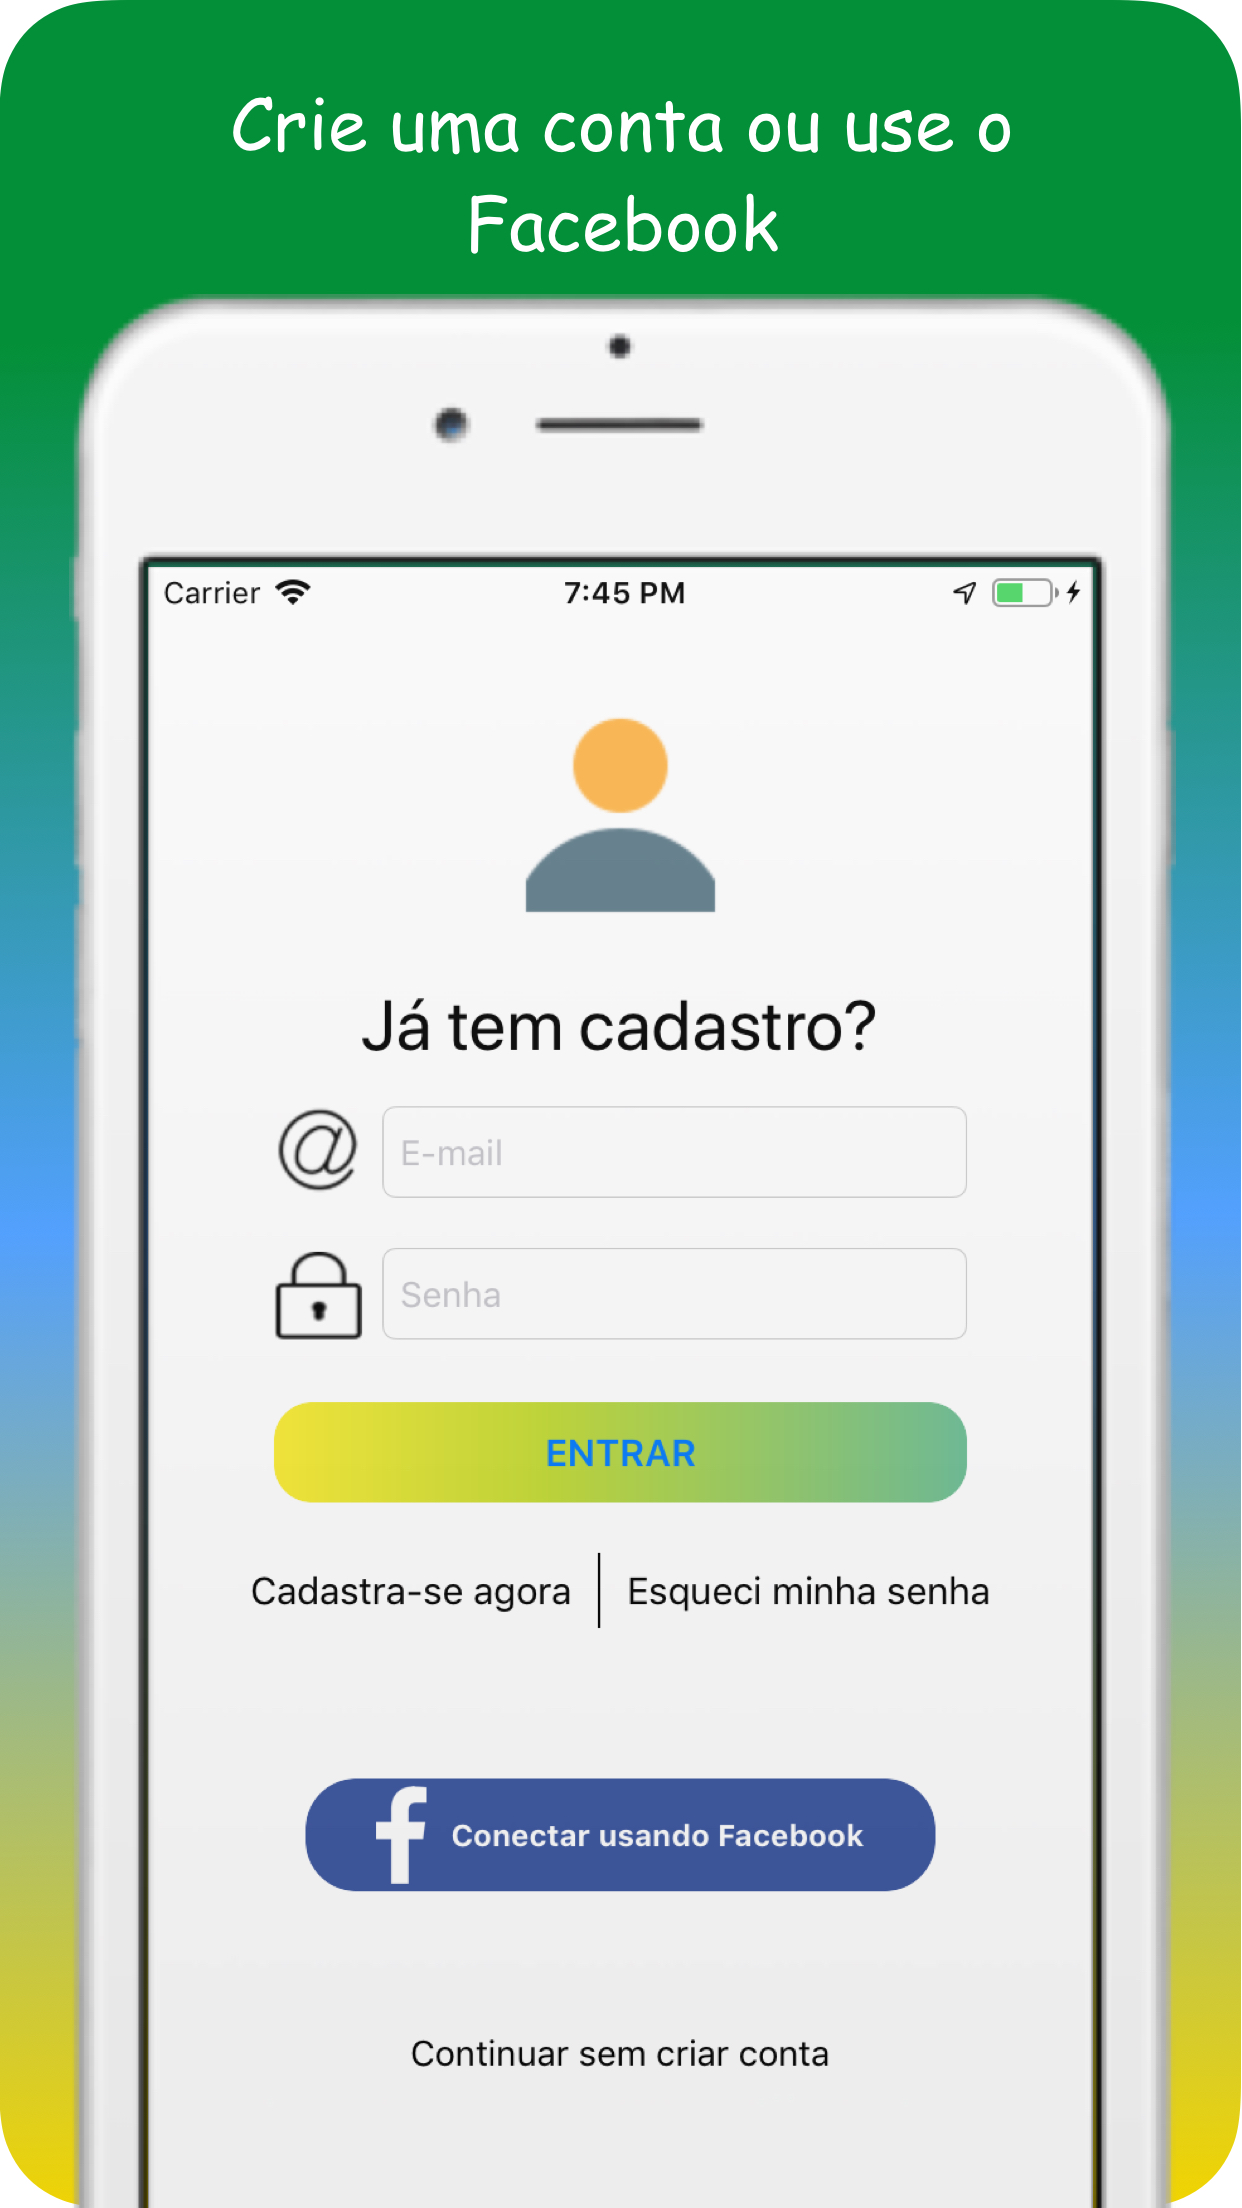 Crie uma conta ou use o
Facebook
Carrier 7:45 PM
Já tem cadastro?
@ E-mail
Senha
ENTRAR
Cadastra-se agora | Esqueci minha senha
f Conectar usando Facebook
Continuar sem criar conta